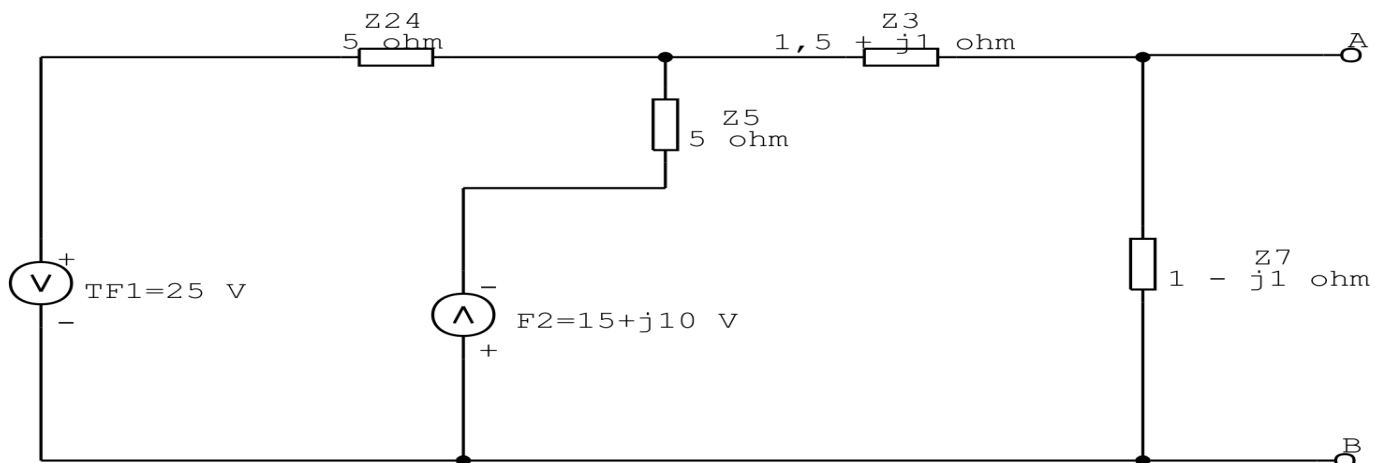 Z24
5 ohm
Z3
1,5 + j1 ohm
A
Z5
5 ohm
+
V
TF1=25 V
-
-
V
F2=15+j10 V
+
Z7
1 - j1 ohm
B